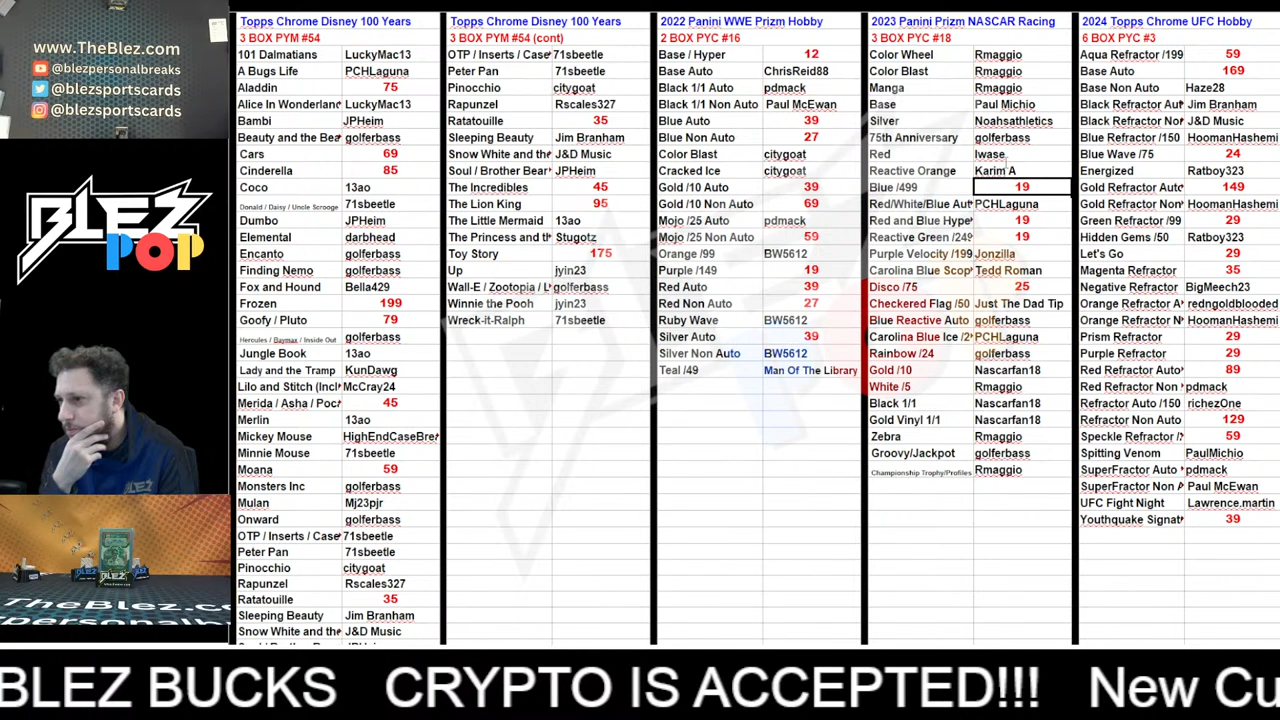 www.TheBlez.com
@blezpersonalbreaks
@blezsportscards
BLEZ
POP
BLEZ
TheBlez.co
personalb
Topps Chrome Disney 100 Years
3 BOX PYM #54
101 Dalmatians LuckyMac13
A Bugs Life PCHLaguna
Aladdin 75
Alice In Wonderlan LuckyMac13
Bambi JPHeim
Beauty and the Bea golferbass
Cars 69
Cinderella 85
Coco 13ao
Donald / Daisy / Uncle Scrooge 71sbeetle
Dumbo JPHeim
Elemental darbhead
Encanto golferbass
Finding Nemo golferbass
Fox and Hound Bella429
Frozen 199
Goofy / Pluto 79
Hercules / Baymax / Inside Out golferbass
Jungle Book 13ao
Lady and the Tramp KunDawg
Lilo and Stitch (Incl McCray24
Merida / Asha / Poc 45
Merlin 13ao
Mickey Mouse HighEndCaseBre
Minnie Mouse 71sbeetle
Moana 59
Monsters Inc golferbass
Mulan Mj23pjr
Onward golferbass
OTP / Inserts / Case 71sbeetle
Peter Pan 71sbeetle
Pinocchio citygoat
Rapunzel Rscales327
Ratatouille 35
Sleeping Beauty Jim Branham
Snow White and the J&D Music
Topps Chrome Disney 100 Years
3 BOX PYM #54 (cont)
OTP / Inserts / Case 71sbeetle
Peter Pan 71sbeetle
Pinocchio citygoat
Rapunzel Rscales327
Ratatouille 35
Sleeping Beauty Jim Branham
Snow White and the J&D Music
Soul / Brother Bear JPHeim
The Incredibles 45
The Lion King 95
The Little Mermaid 13ao
The Princess and th Stugotz
Toy Story 175
Up jyin23
Wall-E / Zootopia / L golferbass
Winnie the Pooh jyin23
Wreck-it-Ralph 71sbeetle
2022 Panini WWE Prizm Hobby
2 BOX PYC #16
Base / Hyper 12
Base Auto ChrisReid88
Black 1/1 Auto pdmack
Black 1/1 Non Auto Paul McEwan
Blue Auto 39
Blue Non Auto 27
Color Blast citygoat
Cracked Ice citygoat
Gold /10 Auto 39
Gold /10 Non Auto 69
Mojo /25 Auto pdmack
Mojo /25 Non Auto 59
Orange /99 BW5612
Purple /149 19
Red Auto 39
Red Non Auto 27
Ruby Wave BW5612
Silver Auto 39
Silver Non Auto BW5612
Teal /49 Man Of The Library
2023 Panini Prizm NASCAR Racing
3 BOX PYC #18
Color Wheel Rmaggio
Color Blast Rmaggio
Manga Rmaggio
Base Paul Michio
Silver Noahsathletics
75th Anniversary golferbass
Red Iwase
Reactive Orange Karim A
Blue /499 19
Red/White/Blue Au PCHLaguna
Red and Blue Hype 19
Reactive Green /249 19
Purple Velocity /199 Jonzilla
Carolina Blue Scop Tedd Roman
Disco /75 25
Checkered Flag /50 Just The Dad Tip
Blue Reactive Auto golferbass
Carolina Blue Ice /2 PCHLaguna
Rainbow /24 golferbass
Gold /10 Nascarfan18
White /5 Rmaggio
Black 1/1 Nascarfan18
Gold Vinyl 1/1 Nascarfan18
Zebra Rmaggio
Groovy/Jackpot golferbass
Championship Trophy/Profiles Rmaggio
2024 Topps Chrome UFC Hobby
6 BOX PYC #3
Aqua Refractor /199 59
Base Auto 169
Base Non Auto Haze28
Black Refractor Au Jim Branham
Black Refractor No J&D Music
Blue Refractor /150 HoomanHashemi
Blue Wave /75 24
Energized Ratboy323
Gold Refractor Aut 149
Gold Refractor Non HoomanHashemi
Green Refractor /99 29
Hidden Gems /50 Ratboy323
Let's Go 29
Magenta Refractor 35
Negative Refractor BigMeech23
Orange Refractor A redngoldblooded
Orange Refractor N HoomanHashemi
Prism Refractor 29
Purple Refractor 29
Red Refractor Auto 89
Red Refractor Non pdmack
Refractor Auto /150 richezOne
Refractor Non Auto 129
Speckle Refractor / 59
Spitting Venom PaulMichio
SuperFractor Auto pdmack
SuperFractor Non A Paul McEwan
UFC Fight Night Lawrence.martin
Youthquake Signat 39
BLEZ BUCKS CRYPTO IS ACCEPTED!!! New Cu